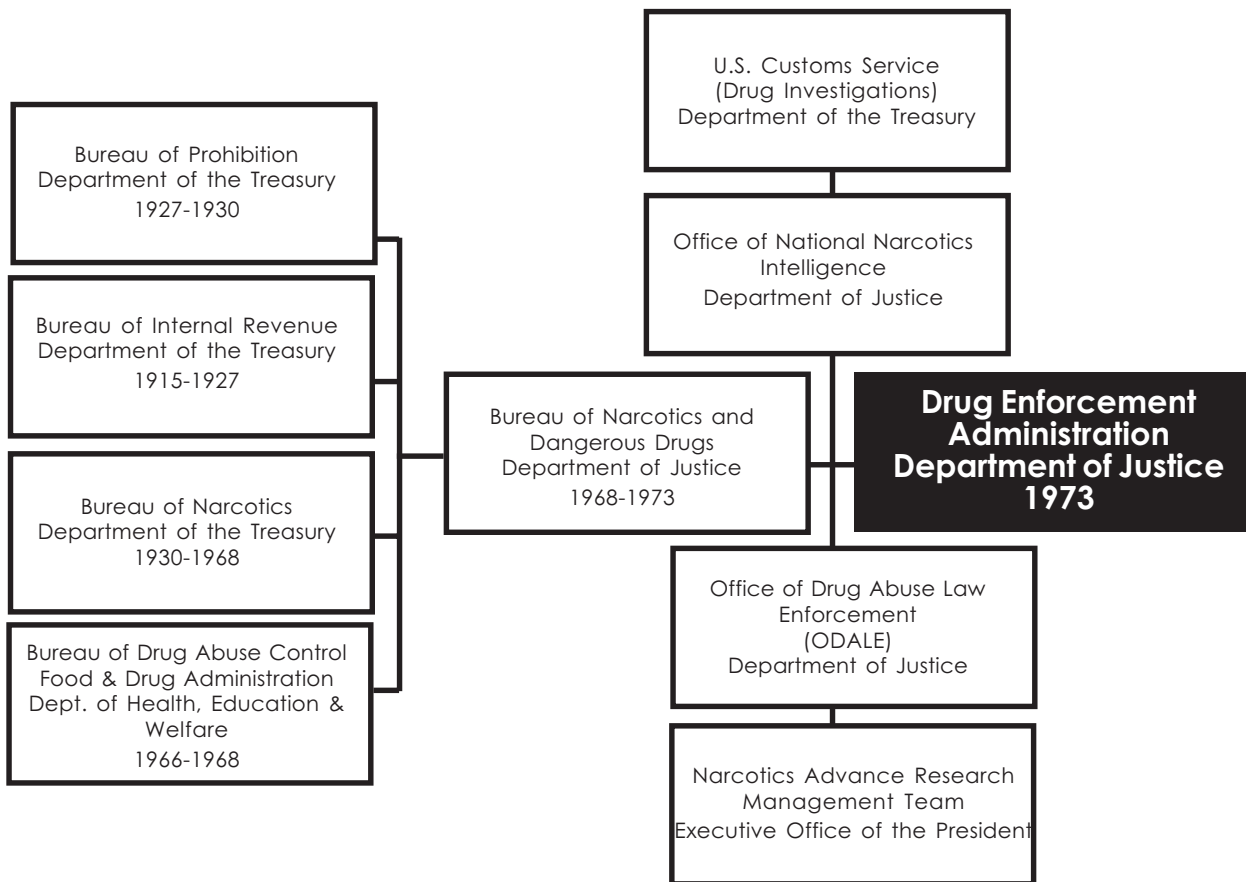 Bureau of Prohibition
Department of the Treasury
1927-1930
Bureau of Internal Revenue
Department of the Treasury
1915-1927
Bureau of Narcotics
Department of the Treasury
1930-1968
Bureau of Drug Abuse Control
Food & Drug Administration
Dept. of Health, Education &
Welfare
1966-1968
Bureau of Narcotics and
Dangerous Drugs
Department of Justice
1968-1973
U.S. Customs Service
(Drug Investigations)
Department of the Treasury
Office of National Narcotics
Intelligence
Department of Justice
Drug Enforcement
Administration
Department of Justice
1973
Office of Drug Abuse Law
Enforcement
(ODALE)
Department of Justice
Narcotics Advance Research
Management Team
Executive Office of the President